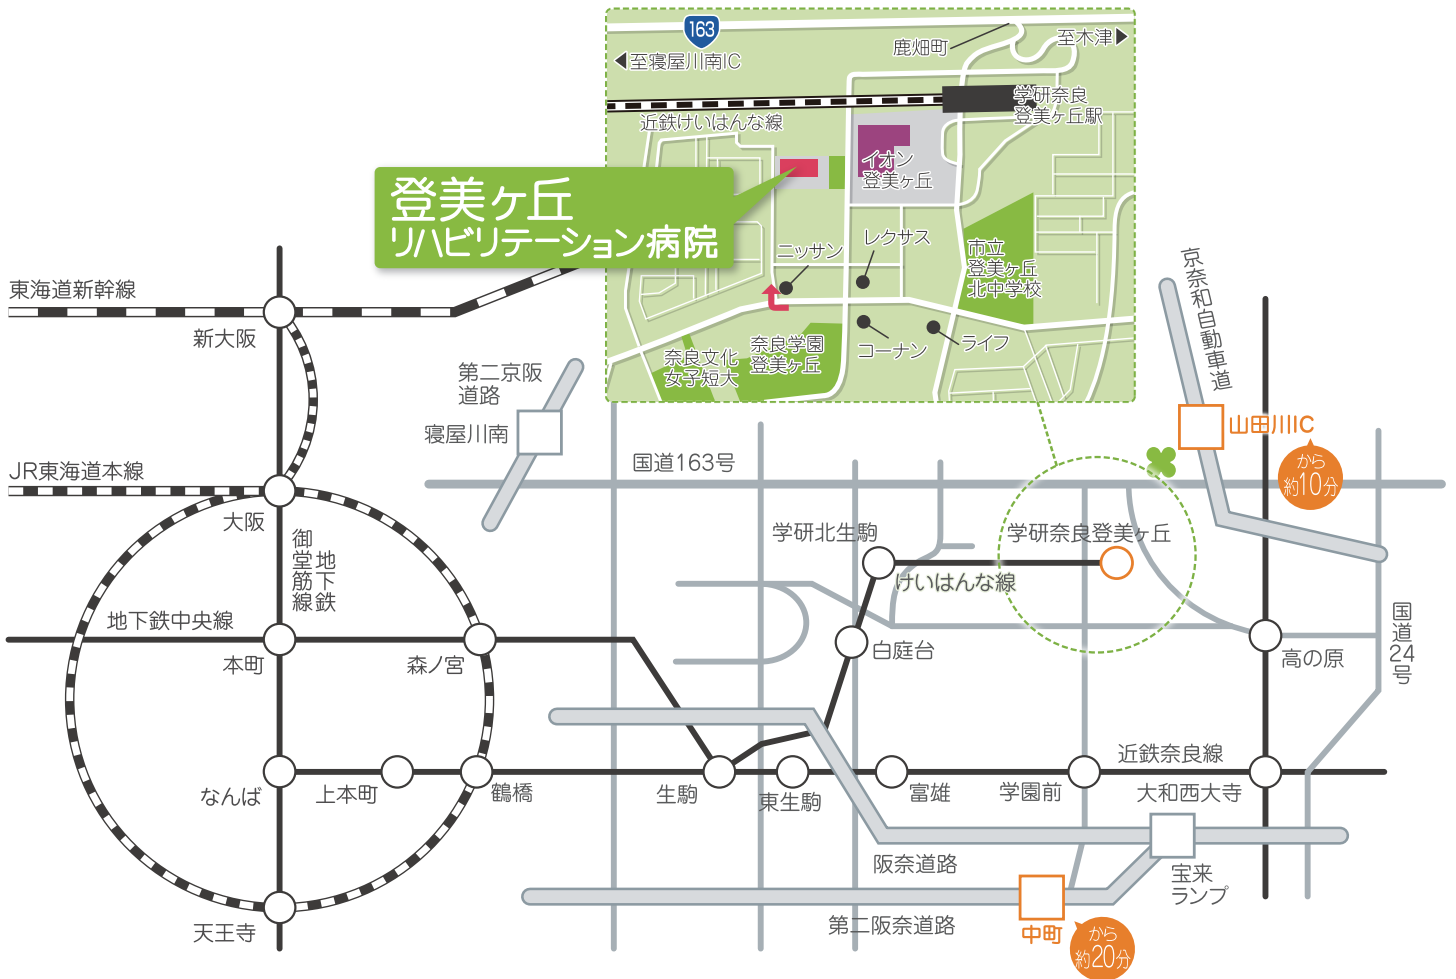 163
至寝屋川南IC
鹿畑町
至木津
近鉄けいはんな線
学研奈良
登美ヶ丘駅
イオン
登美ヶ丘
登美ヶ丘
リハビリテーション病院
ニッサン
レクサス
市立
登美ヶ丘
北中学校
奈良文化
女子短大
奈良学園
登美ヶ丘
コーナン
ライフ
東海道新幹線
新大阪
第二京阪
道路
寝屋川南
京奈和自動車道
山田川IC
から
約10分
国道163号
JR東海道本線
大阪
地下鉄
御堂筋線
学研北生駒
学研奈良登美ヶ丘
けいはんな線
地下鉄中央線
本町
森ノ宮
白庭台
高の原
国道24号
なんば
上本町
鶴橋
生駒
東生駒
富雄
学園前
近鉄奈良線
大和西大寺
阪奈道路
宝来
ランプ
天王寺
第二阪奈道路
中町
から
約20分